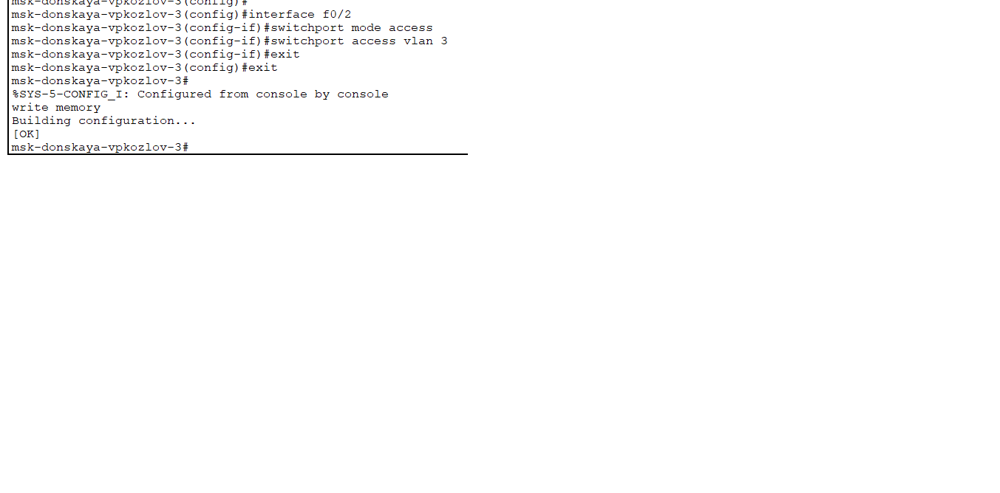 msk-donskaya-vpkozlov-3(config)#
msk-donskaya-vpkozlov-3(config)#interface f0/2
msk-donskaya-vpkozlov-3(config-if)#switchport mode access
msk-donskaya-vpkozlov-3(config-if)#switchport access vlan 3
msk-donskaya-vpkozlov-3(config-if)#exit
msk-donskaya-vpkozlov-3(config)#exit
msk-donskaya-vpkozlov-3#
%SYS-5-CONFIG_I: Configured from console by console
write memory
Building configuration...
[OK]
msk-donskaya-vpkozlov-3#